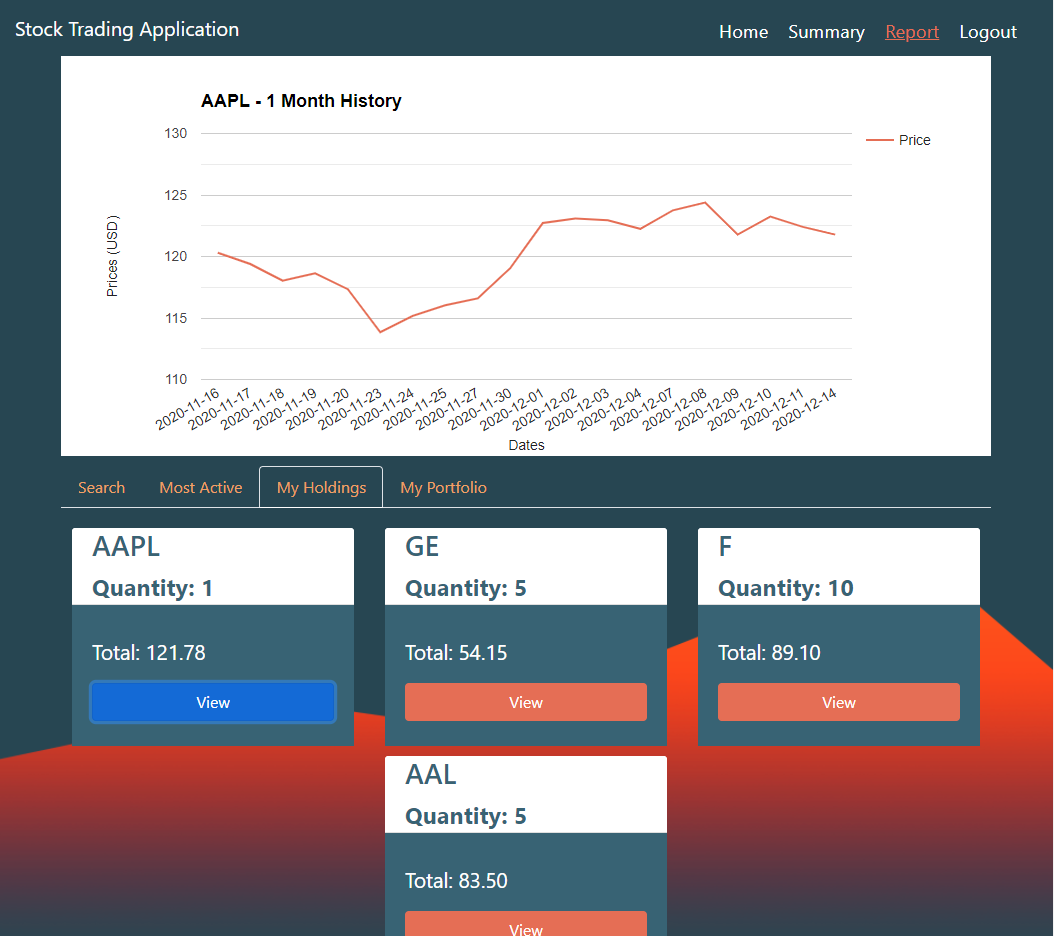 Stock Trading Application
Home Summary Report Logout
AAPL - 1 Month History
Price
Prices (USD)
130
125
120
115
110
2020-11-16
2020-11-17
2020-11-18
2020-11-19
2020-11-20
2020-11-23
2020-11-24
2020-11-25
2020-11-27
2020-11-30
2020-12-01
2020-12-02
2020-12-03
2020-12-04
2020-12-07
2020-12-08
2020-12-09
2020-12-10
2020-12-11
2020-12-14
Dates
Search Most Active My Holdings My Portfolio
AAPL
Quantity: 1
Total: 121.78
View
GE
Quantity: 5
Total: 54.15
View
F
Quantity: 10
Total: 89.10
View
AAL
Quantity: 5
Total: 83.50
View